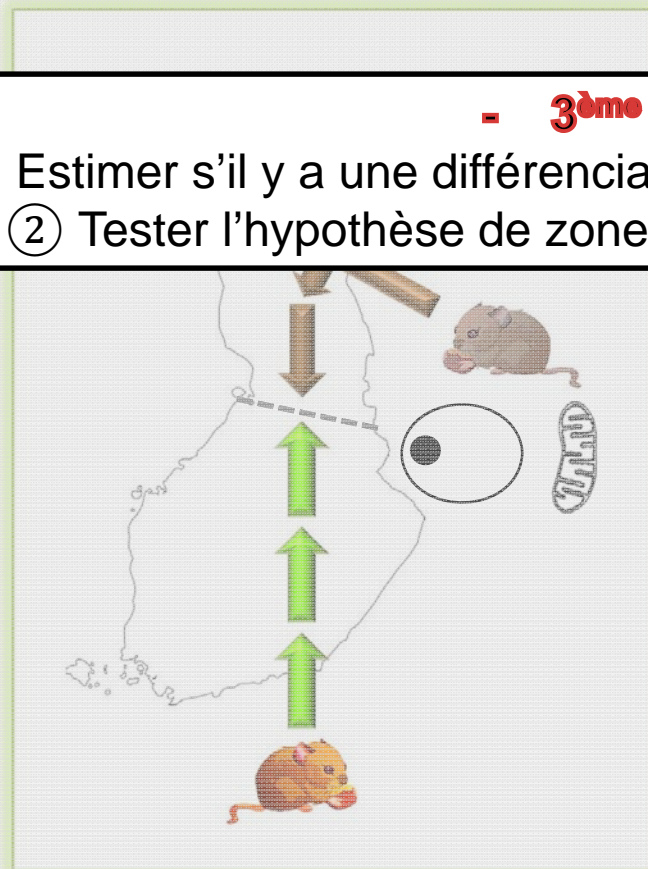 - 3ème
Estimer s’il y a une différencia
② Tester l’hypothèse de zone